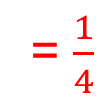 = 1/4